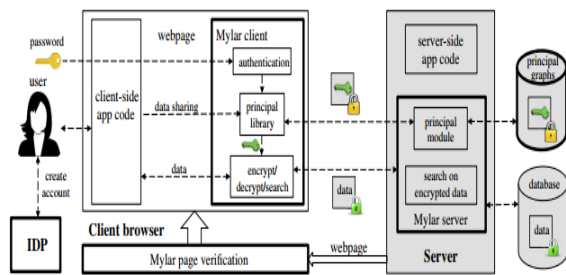 password
webpage
Mylar client
server-side
app code
principal
graphs
authentication
user
client-side
app code
data sharing
principal
library
principal
module
create
account
data
encrypt/
decrypt/search
data
search on
encrypted data
Mylar server
database
data
IDP
Client browser
webpage
Server
Mylar page verification